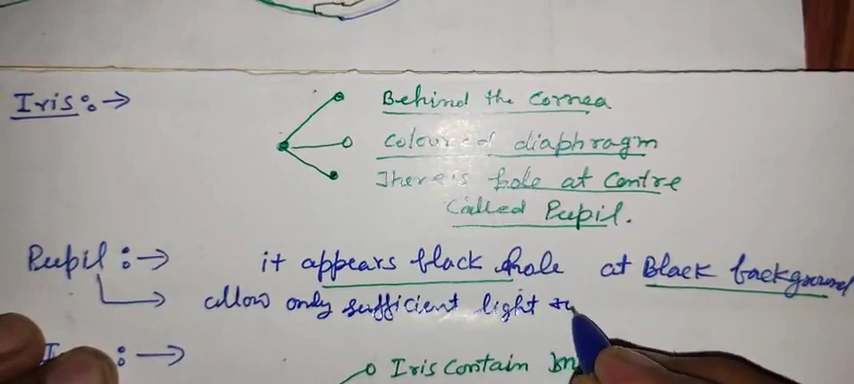 Iris:→
Behind the Cornea
Coloured diaphragm
There is hole at Centre
Called Pupil.
Pupil :→ it appears black hole at Black background
allow only sufficient light
Iris contain